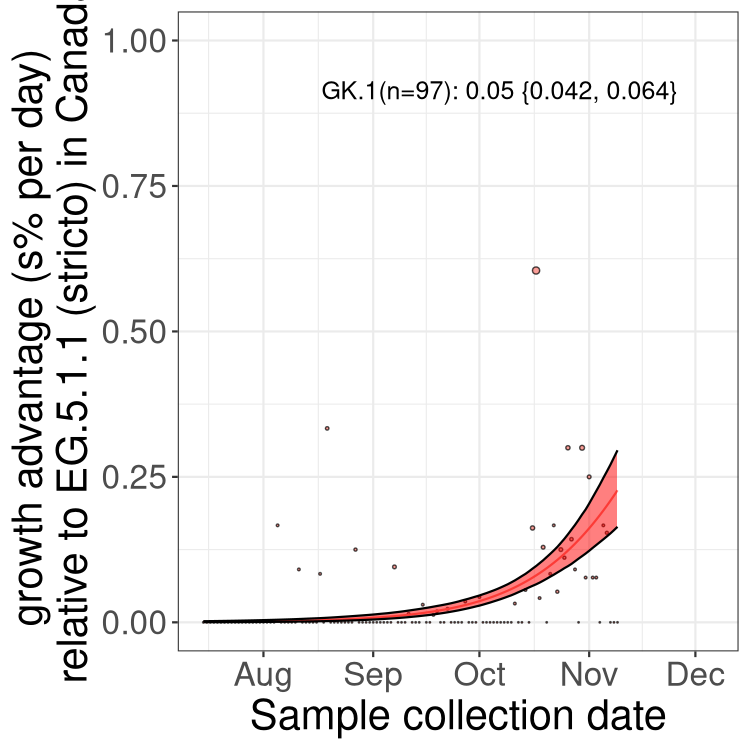 growth advantage (s% per day)
relative to EG.5.1.1 (stricto) in Canada
1.00
0.75
0.50
0.25
0.00
GK.1(n=97): 0.05 {0.042, 0.064}
Aug Sep Oct Nov Dec
Sample collection date